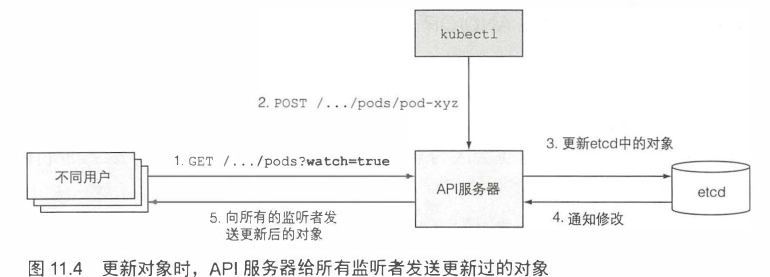 kubectl
2. POST /.../pods/pod-xyz
3. 更新etcd中的对象
1. GET /.../pods?watch=true
不同用户
API服务器
etcd
5. 向所有的监听者发
送更新后的对象
4. 通知修改
图 11.4 更新对象时，API 服务器给所有监听者发送更新过的对象